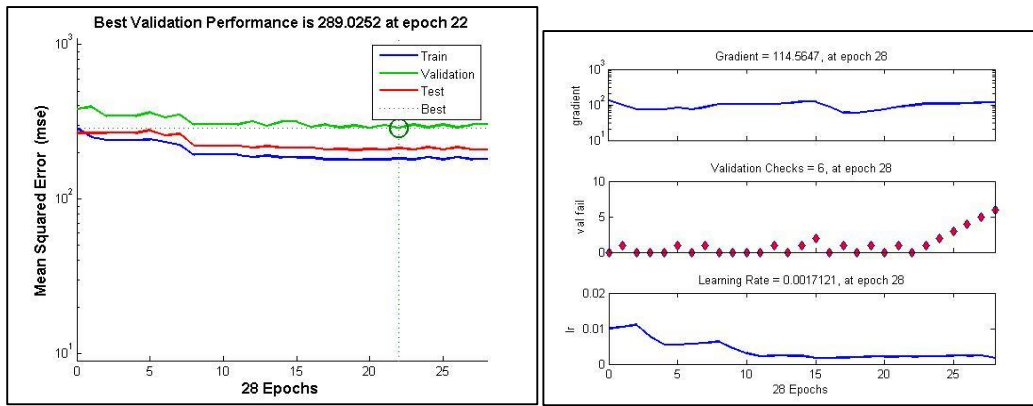 Best Validation Performance is 289.0252 at epoch 22
10³
10²
10¹
Mean Squared Error (mse)
Train
Validation
Test
Best
0 5 10 15 20 25
28 Epochs
Gradient = 114.5647, at epoch 28
10³
10²
10¹
gradient
Validation Checks = 6, at epoch 28
10
5
0
val fail
Learning Rate = 0.0017121, at epoch 28
0.02
0.01
0
lr
0 5 10 15 20 25
28 Epochs